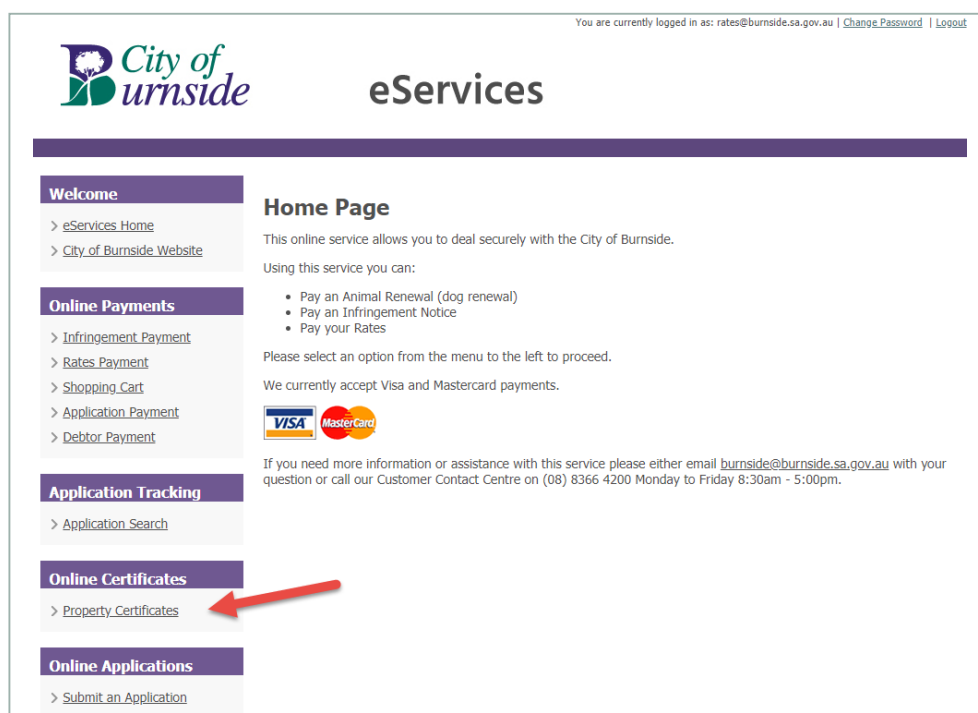 You are currently logged in as: rates@burnside.sa.gov.au | Change Password | Logout
City of
Burnside
eServices
Welcome
> eServices Home
> City of Burnside Website
Online Payments
> Infringement Payment
> Rates Payment
> Shopping Cart
> Application Payment
> Debtor Payment
Application Tracking
> Application Search
Online Certificates
> Property Certificates
Online Applications
> Submit an Application
Home Page
This online service allows you to deal securely with the City of Burnside.
Using this service you can:
• Pay an Animal Renewal (dog renewal)
• Pay an Infringement Notice
• Pay your Rates
Please select an option from the menu to the left to proceed.
We currently accept Visa and Mastercard payments.
VISA MasterCard
If you need more information or assistance with this service please either email burnside@burnside.sa.gov.au with your
question or call our Customer Contact Centre on (08) 8366 4200 Monday to Friday 8:30am - 5:00pm.